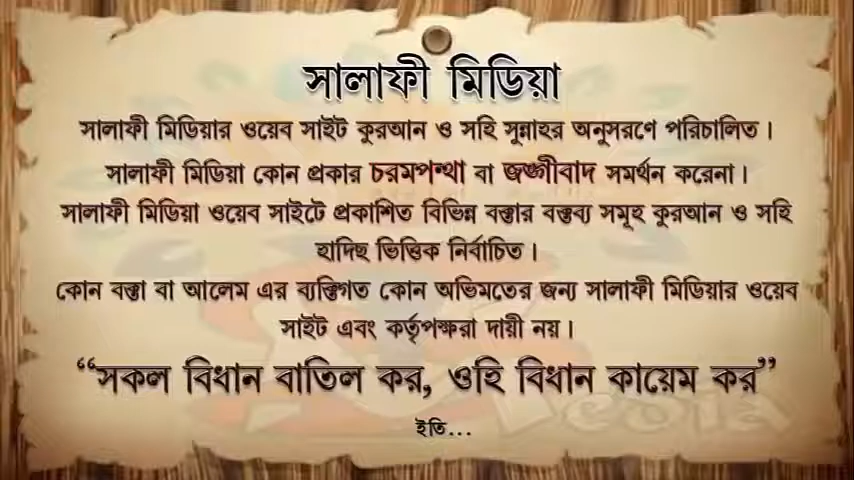 সালাফী মিডিয়া
সালাফী মিডিয়ার ওয়েব সাইট কুরআন ও সহি সুন্নাহর অনুসরণে পরিচালিত।
সালাফী মিডিয়া কোন প্রকার চরমপন্থা বা জঙ্গীবাদ সমর্থন করেনা।
সালাফী মিডিয়া ওয়েব সাইটে প্রকাশিত বিভিন্ন বক্তার বক্তব্য সমূহ কুরআন ও সহি
হাদিছ ভিত্তিক নির্বাচিত।
কোন বক্তা বা আলেম এর ব্যক্তিগত কোন অভিমতের জন্য সালাফী মিডিয়ার ওয়েব
সাইট এবং কর্তৃপক্ষরা দায়ী নয়।
“সকল বিধান বাতিল কর, ওহি বিধান কায়েম কর”
ইতি...